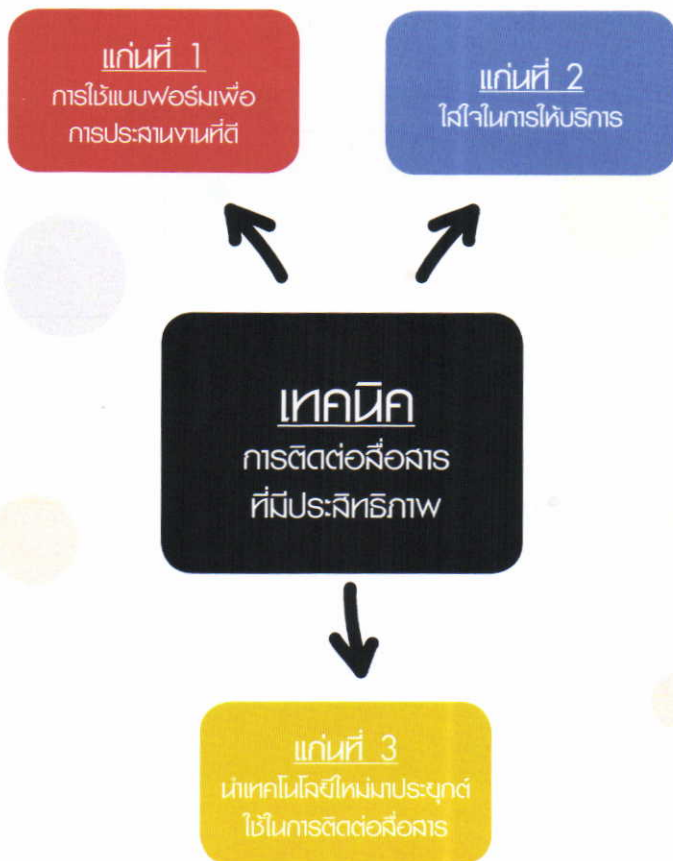 แก่นที่ 1
การใช้แบบฟอร์มเพื่อ
การประสานงานที่ดี
แก่นที่ 2
ใส่ใจในการให้บริการ
เทคนิค
การติดต่อสื่อสาร
ที่มีประสิทธิภาพ
แก่นที่ 3
นำเทคโนโลยีใหม่มาประยุกต์
ใช้ในการติดต่อสื่อสาร